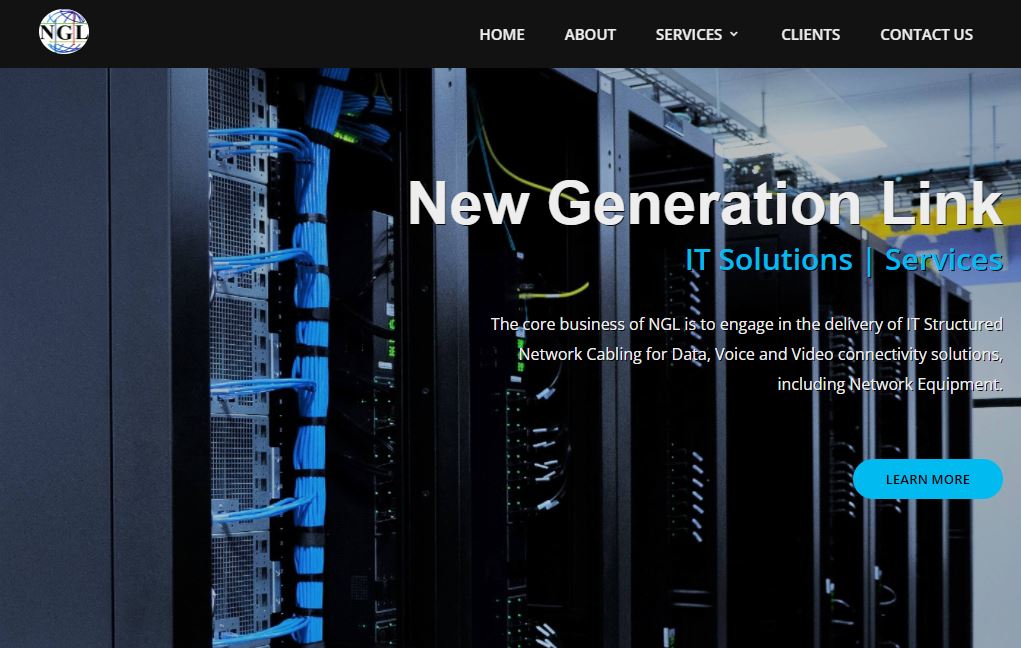 NGL
HOME ABOUT SERVICES CLIENTS CONTACT US
New Generation Link
IT Solutions | Services
The core business of NGL is to engage in the delivery of IT Structured
Network Cabling for Data, Voice and Video connectivity solutions,
including Network Equipment.
LEARN MORE